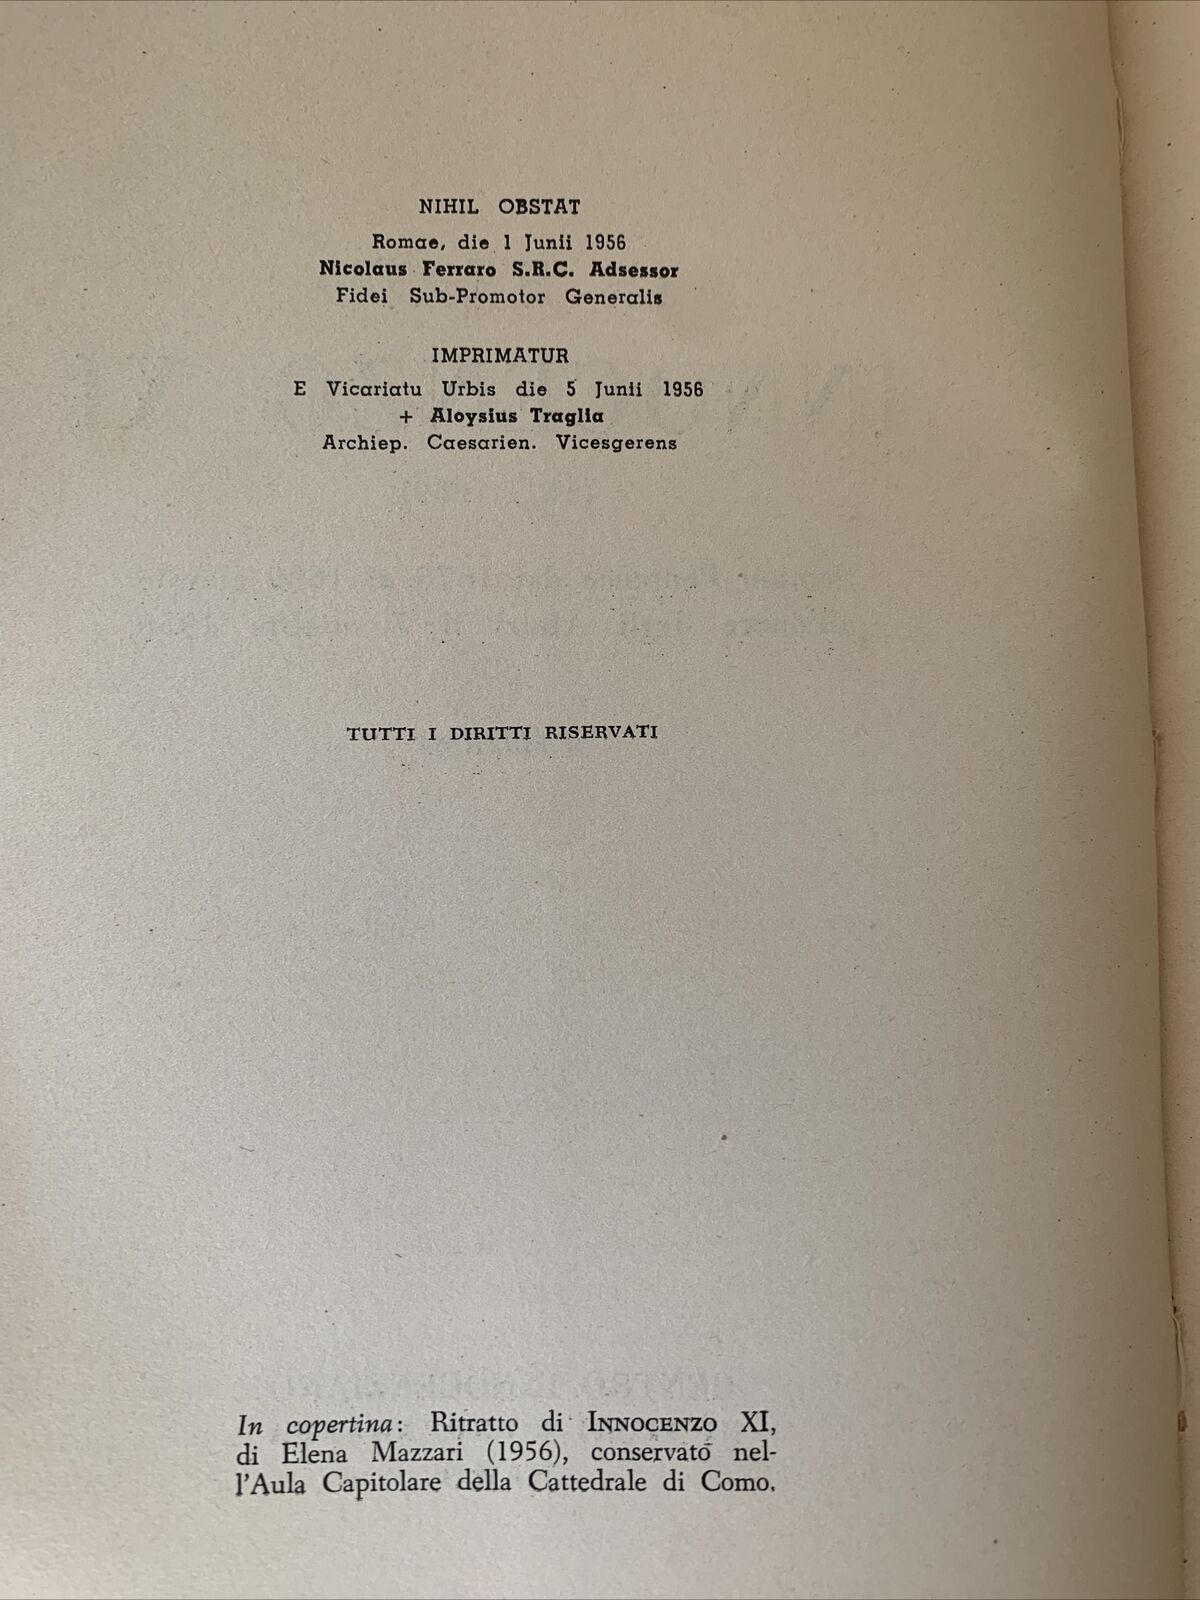 NIHIL OBSTAT
Romae, die 1 Junii 1956
Nicolaus Ferraro S.R.C. Adsessor
Fidei Sub-Promotor Generalis
IMPRIMATUR
E Vicariatu Urbis die 5 Junii 1956
+ Aloysius Traglia
Archiep. Caesarien. Vicesgerens
TUTTI I DIRITTI RISERVATI
In copertina: Ritratto di INNOCENZO XI,
di Elena Mazzari (1956), conservato nel-
l'Aula Capitolare della Cattedrale di Como.